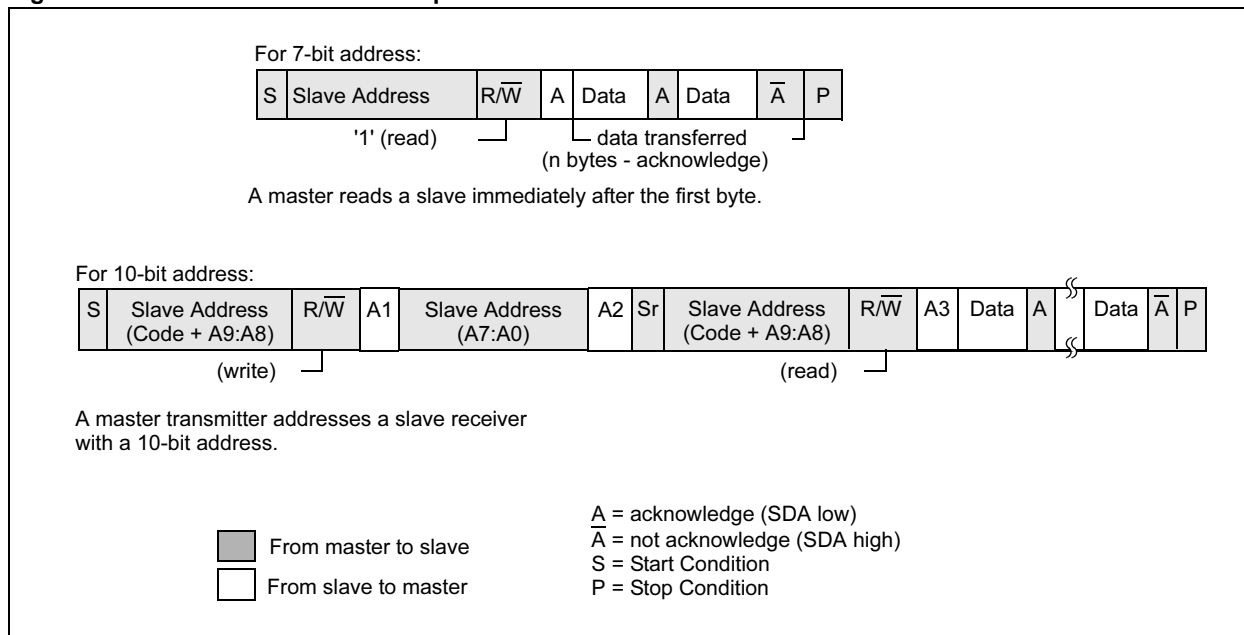 For 7-bit address:
S Slave Address R/W̅ A Data A Data A̅ P
'1' (read) data transferred
(n bytes - acknowledge)
A master reads a slave immediately after the first byte.
For 10-bit address:
S Slave Address (Code + A9:A8) R/W̅ A1 Slave Address (A7:A0) A2 Sr Slave Address (Code + A9:A8) R/W̅ A3 Data A Data A̅ P
(write) (read)
A master transmitter addresses a slave receiver
with a 10-bit address.
From master to slave
From slave to master
A = acknowledge (SDA low)
A̅ = not acknowledge (SDA high)
S = Start Condition
P = Stop Condition